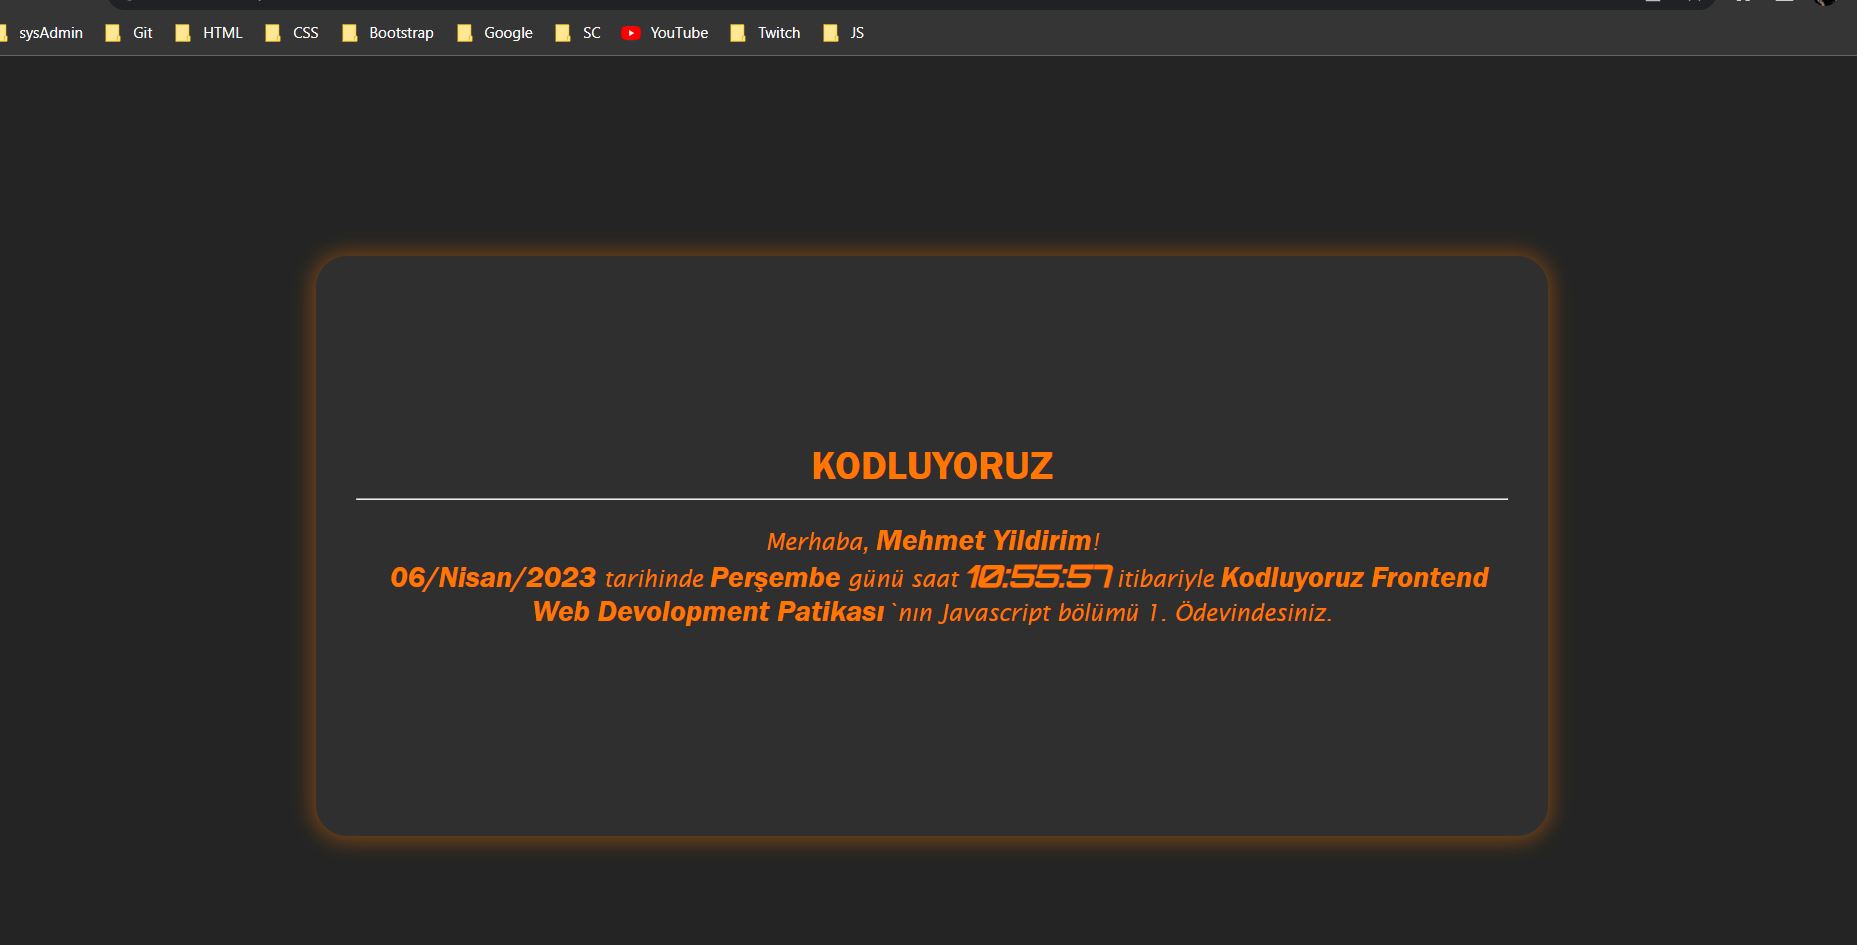 sysAdmin Git HTML CSS Bootstrap Google SC YouTube Twitch JS
KODLUYORUZ
Merhaba, Mehmet Yildirim!
06/Nisan/2023 tarihinde Perşembe günü saat 10:55:57 itibariyle Kodluyoruz Frontend
Web Devolopment Patikası`nın Javascript bölümü 1. Ödevindesiniz.